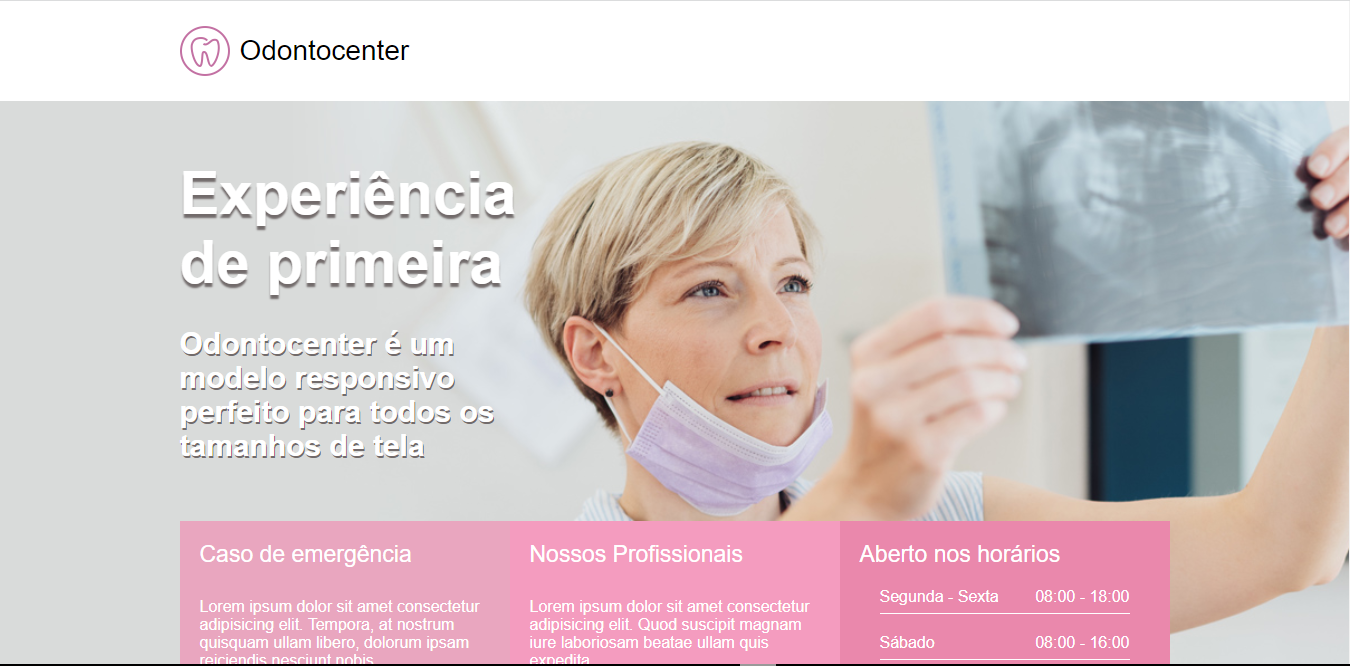 Odontocenter
Experiência
de primeira
Odontocenter é um
modelo responsivo
perfeito para todos os
tamanhos de tela
Caso de emergência
Lorem ipsum dolor sit amet consectetur
adipisicing elit. Tempora, at nostrum
quisquam ullam libero, dolorum ipsam
reiciendis nesciunt nobis
Nossos Profissionais
Lorem ipsum dolor sit amet consectetur
adipisicing elit. Quod suscipit magnam
iure laboriosam beatae ullam quis
expedita
Aberto nos horários
Segunda - Sexta 08:00 - 18:00
Sábado 08:00 - 16:00